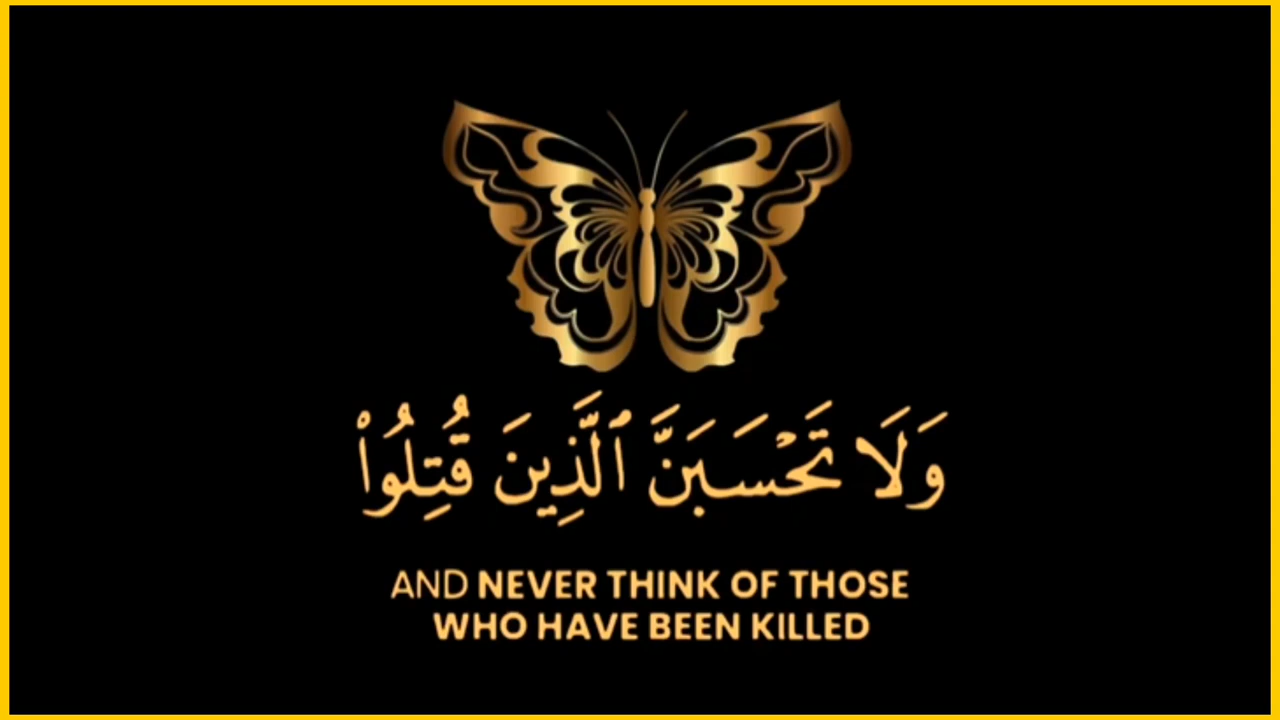 وَلَا تَحْسَبَنَّ ٱلَّذِينَ قُتِلُوا۟
AND NEVER THINK OF THOSE
WHO HAVE BEEN KILLED